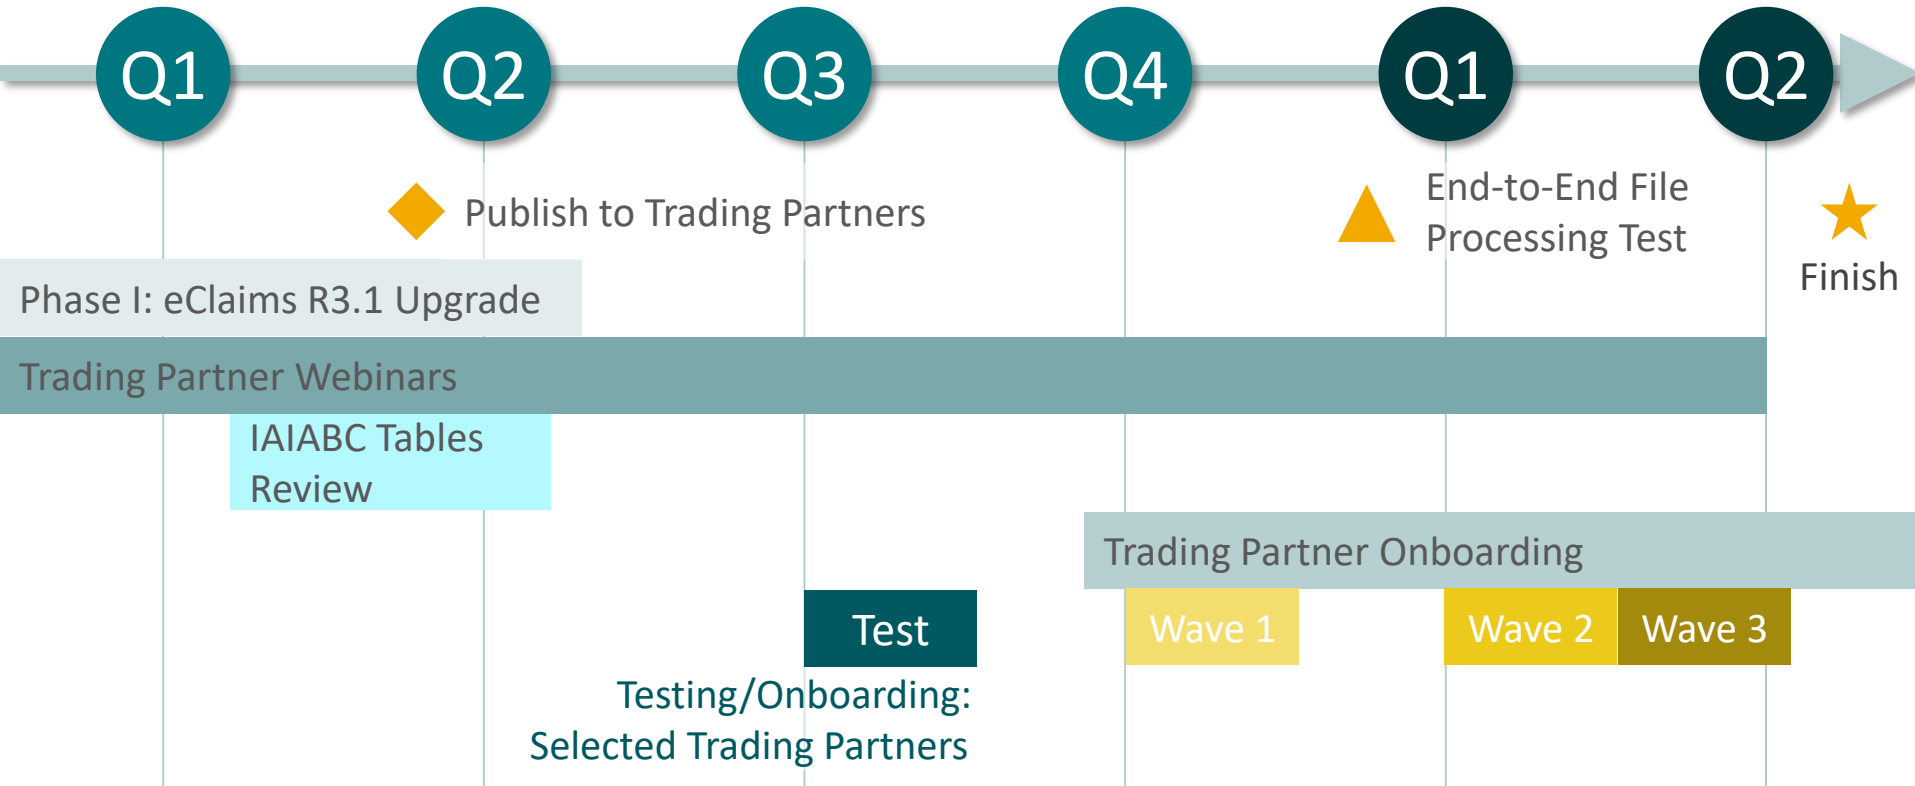 Q1
Q2
Q3
Q4
Q1
Q2
Publish to Trading Partners
End-to-End File
Processing Test
Finish
Phase I: eClaims R3.1 Upgrade
Trading Partner Webinars
IAIABC Tables
Review
Trading Partner Onboarding
Test
Wave 1
Wave 2
Wave 3
Testing/Onboarding:
Selected Trading Partners